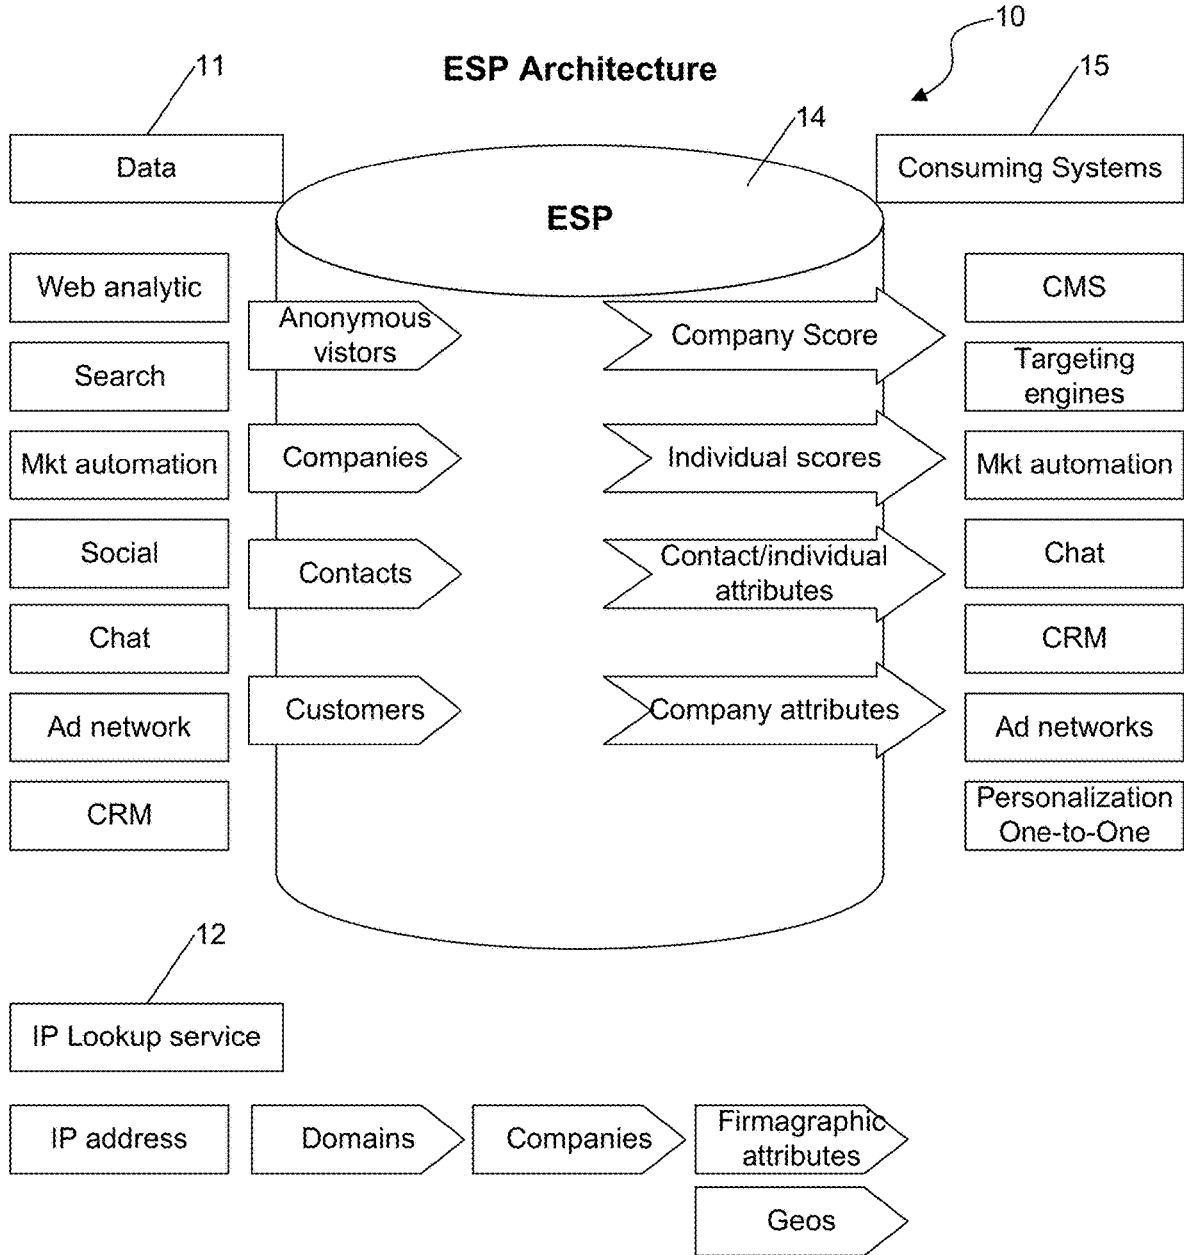 10
11
ESP Architecture
15
14
Data
Consuming Systems
ESP
Web analytic
CMS
Anonymous
vistors
Company Score
Search
Targeting
engines
Mkt automation
Companies
Individual scores
Mkt automation
Social
Contacts
Contact/individual
attributes
Chat
Chat
CRM
Ad network
Customers
Company attributes
Ad networks
CRM
Personalization
One-to-One
12
IP Lookup service
IP address
Domains
Companies
Firmagraphic
attributes
Geos